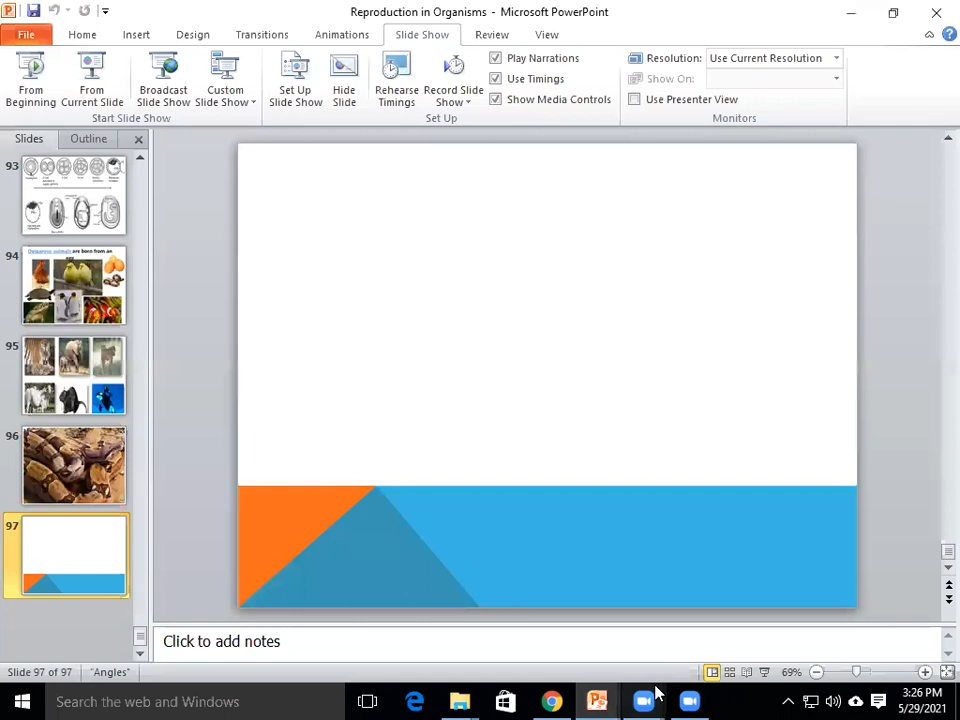 Reproduction in Organisms - Microsoft PowerPoint
File Home Insert Design Transitions Animations Slide Show Review View
From Beginning
From Current Slide
Broadcast Slide Show
Custom Slide Show
Set Up Slide Show
Hide Slide
Rehearse Timings
Record Slide Show
Play Narrations
Use Timings
Show Media Controls
Resolution: Use Current Resolution
Show On:
Use Presenter View
Start Slide Show
Set Up
Monitors
Slides Outline
93
94
are born from an
95
96
97
Click to add notes
Slide 97 of 97 "Angles" 69%
Search the web and Windows
3:26 PM
5/29/2021